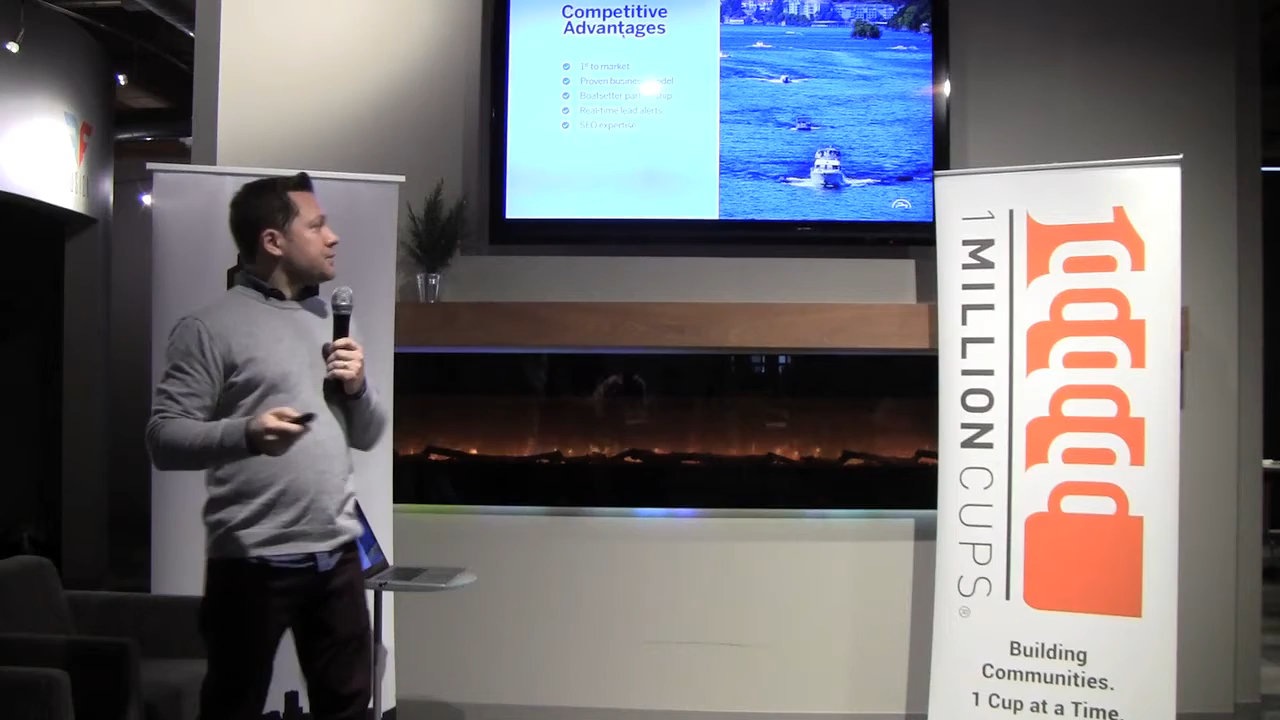 Competitive
Advantages
1st to market
Proven business model
Boatsetter partnership
Real-time lead alerts
SEO expertise
1 MILLION CUPS®
Building
Communities.
1 Cup at a Time.